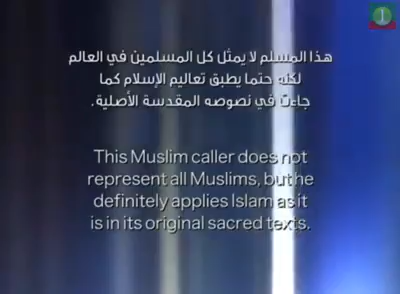 هذا المسلم لا يمثل كل المسلمين في العالم
لكنه حتما يطبق تعاليم الإسلام كما
جاءت في نصوصه المقدسة الأصلية.
This Muslim caller does not
represent all Muslims, but he
definitely applies Islam as it
is in its original sacred texts.